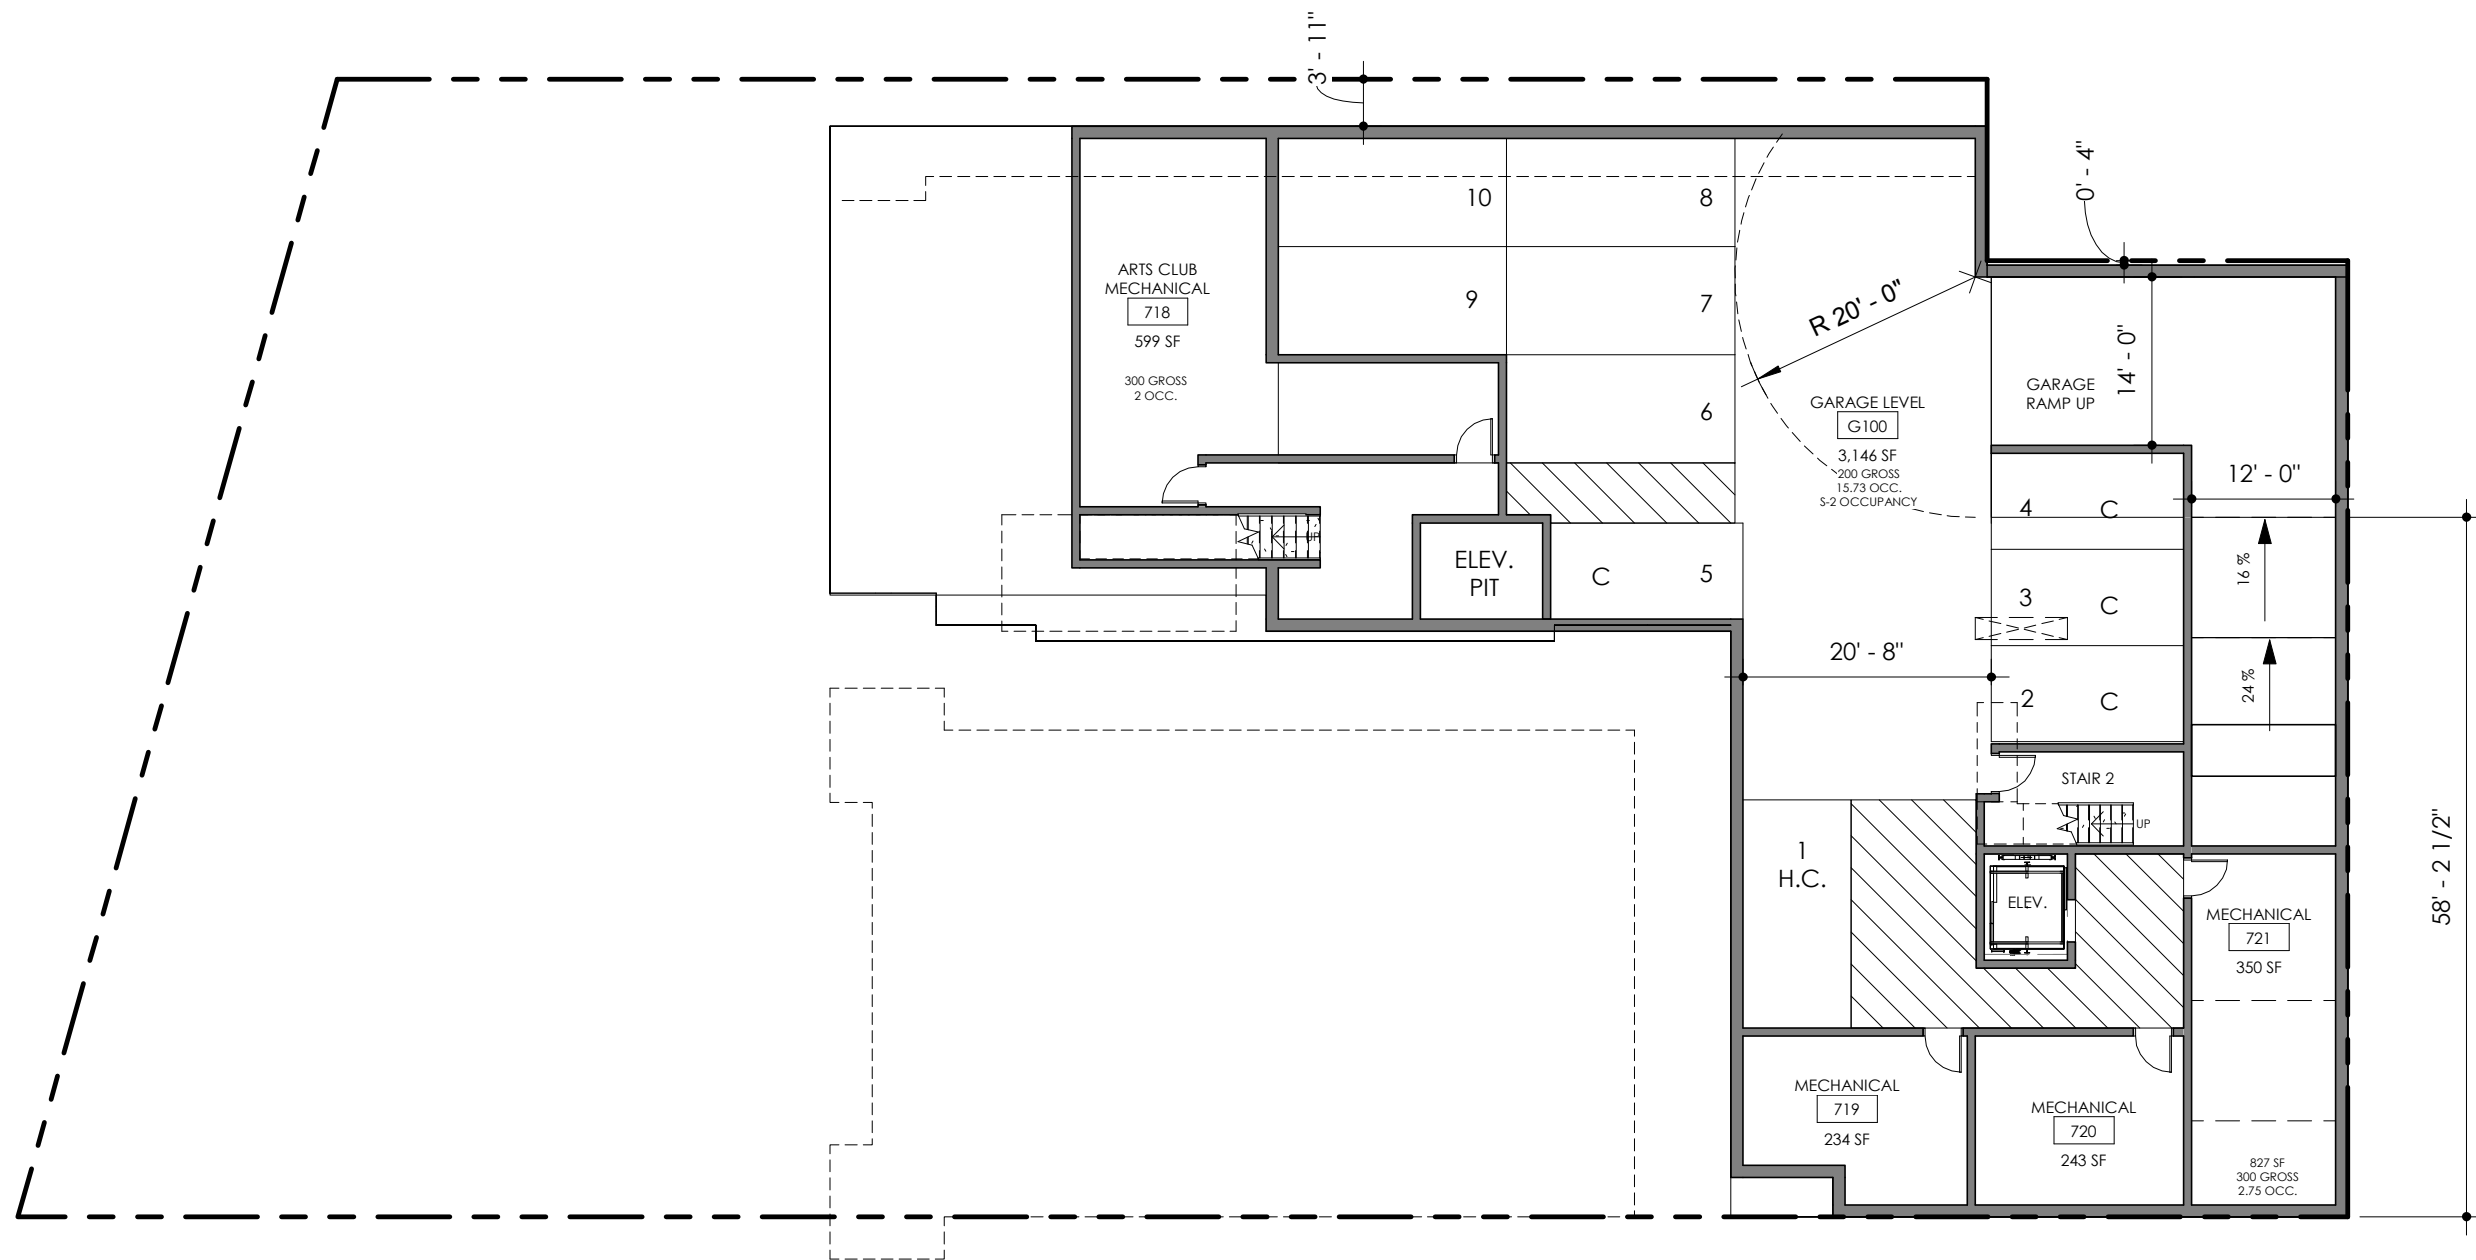 3' - 11"
0' - 4"
10
8
ARTS CLUB
MECHANICAL
718
599 SF
300 GROSS
2 OCC.
9
7
R 20' - 0"
14' - 0"
GARAGE
RAMP UP
6
GARAGE LEVEL
G100
3,146 SF
200 GROSS
15.73 OCC.
S-2 OCCUPANCY
12' - 0"
4
C
UP
ELEV.
PIT
C
5
16 %
3
C
20' - 8"
24 %
2
C
STAIR 2
UP
1
H.C.
58' - 2 1/2"
ELEV.
MECHANICAL
721
350 SF
MECHANICAL
719
234 SF
MECHANICAL
720
243 SF
827 SF
300 GROSS
2.75 OCC.